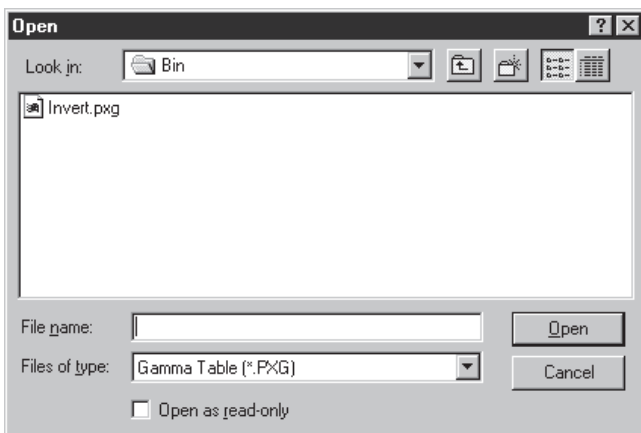 Open
Look in: Bin
Invert.pxg
File name:
Open
Files of type: Gamma Table (*.PXG)
Cancel
Open as read-only